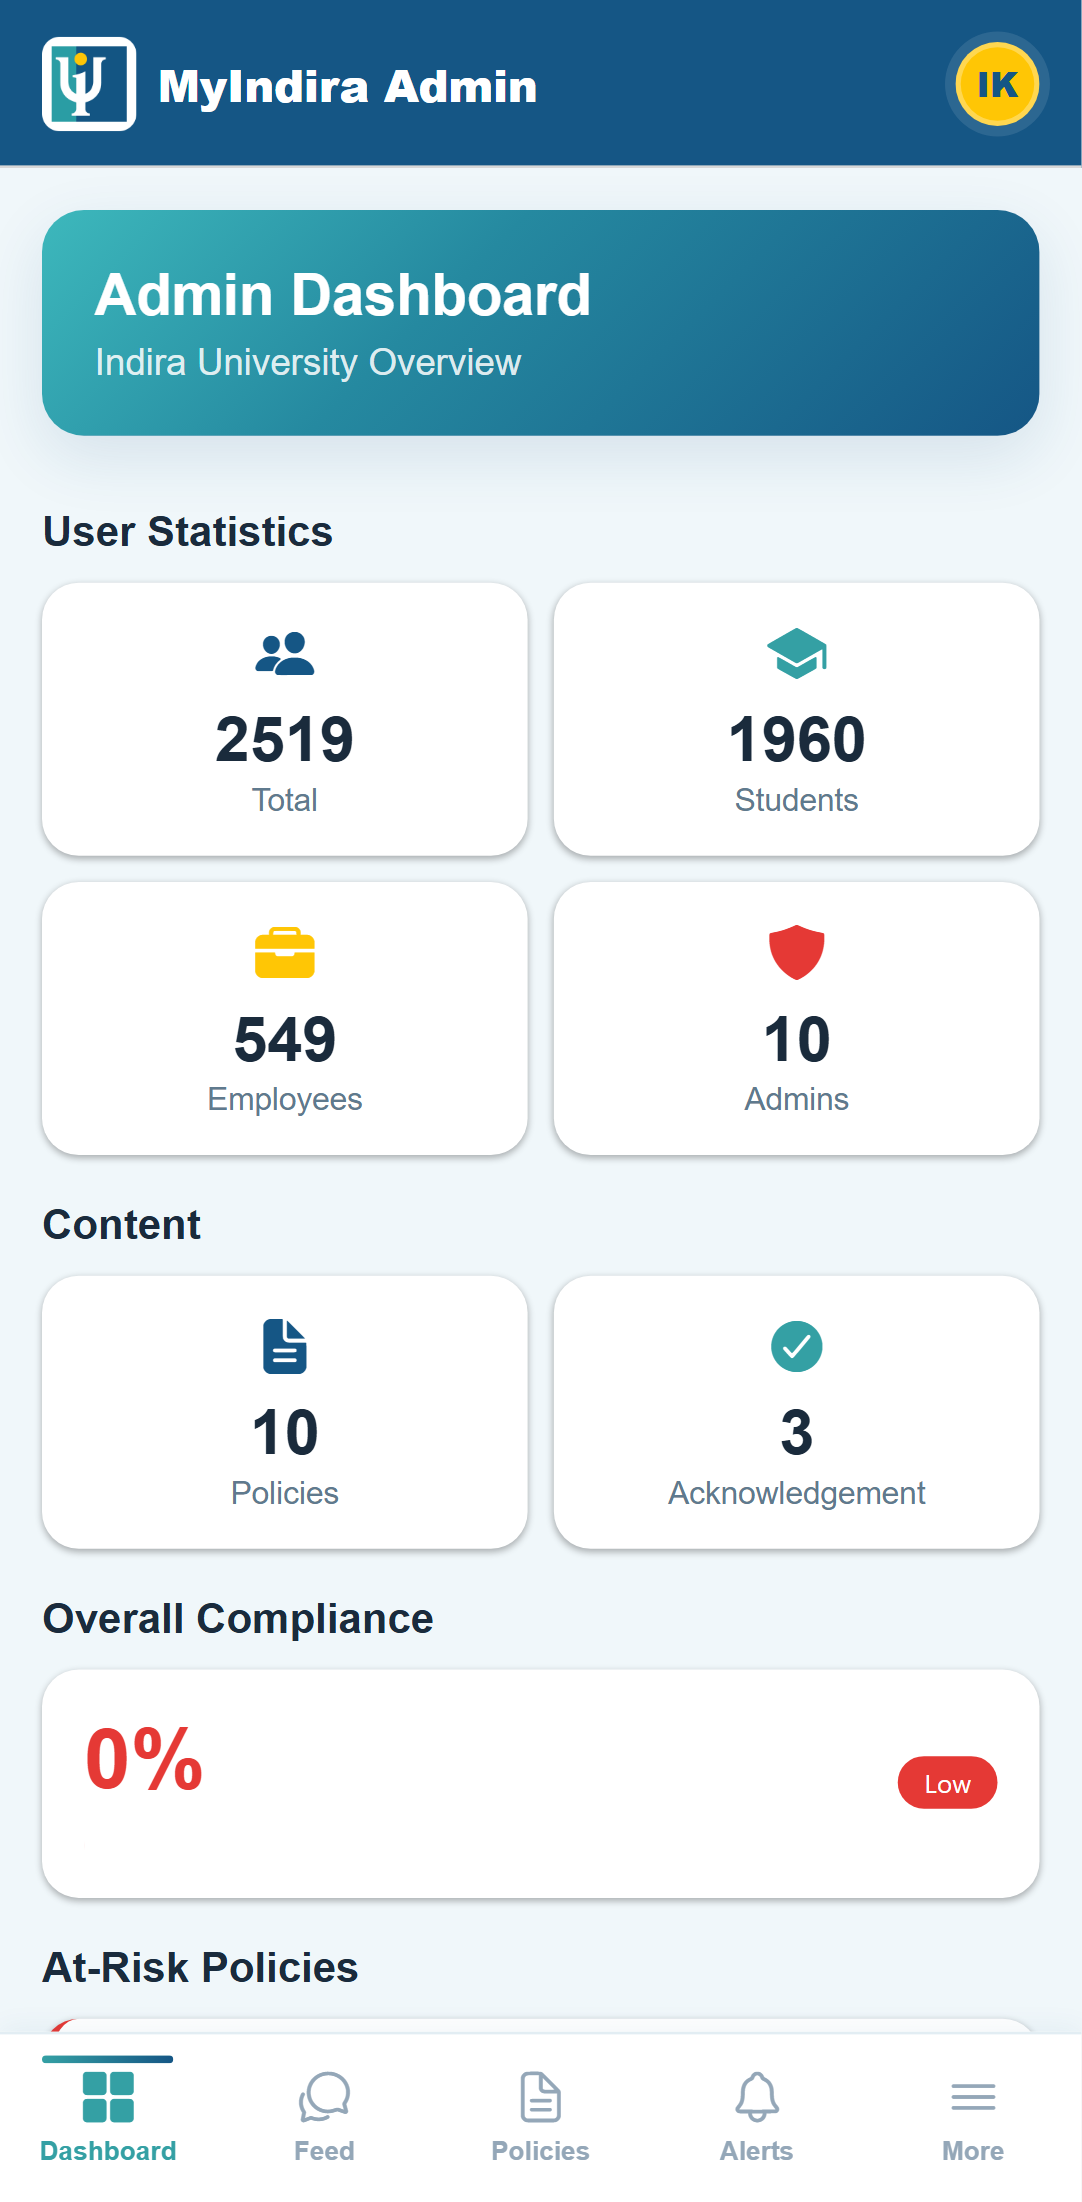 MyIndira Admin
IK
Admin Dashboard
Indira University Overview
User Statistics
2519
Total
1960
Students
549
Employees
10
Admins
Content
10
Policies
3
Acknowledgement
Overall Compliance
0%
Low
At-Risk Policies
Dashboard
Feed
Policies
Alerts
More